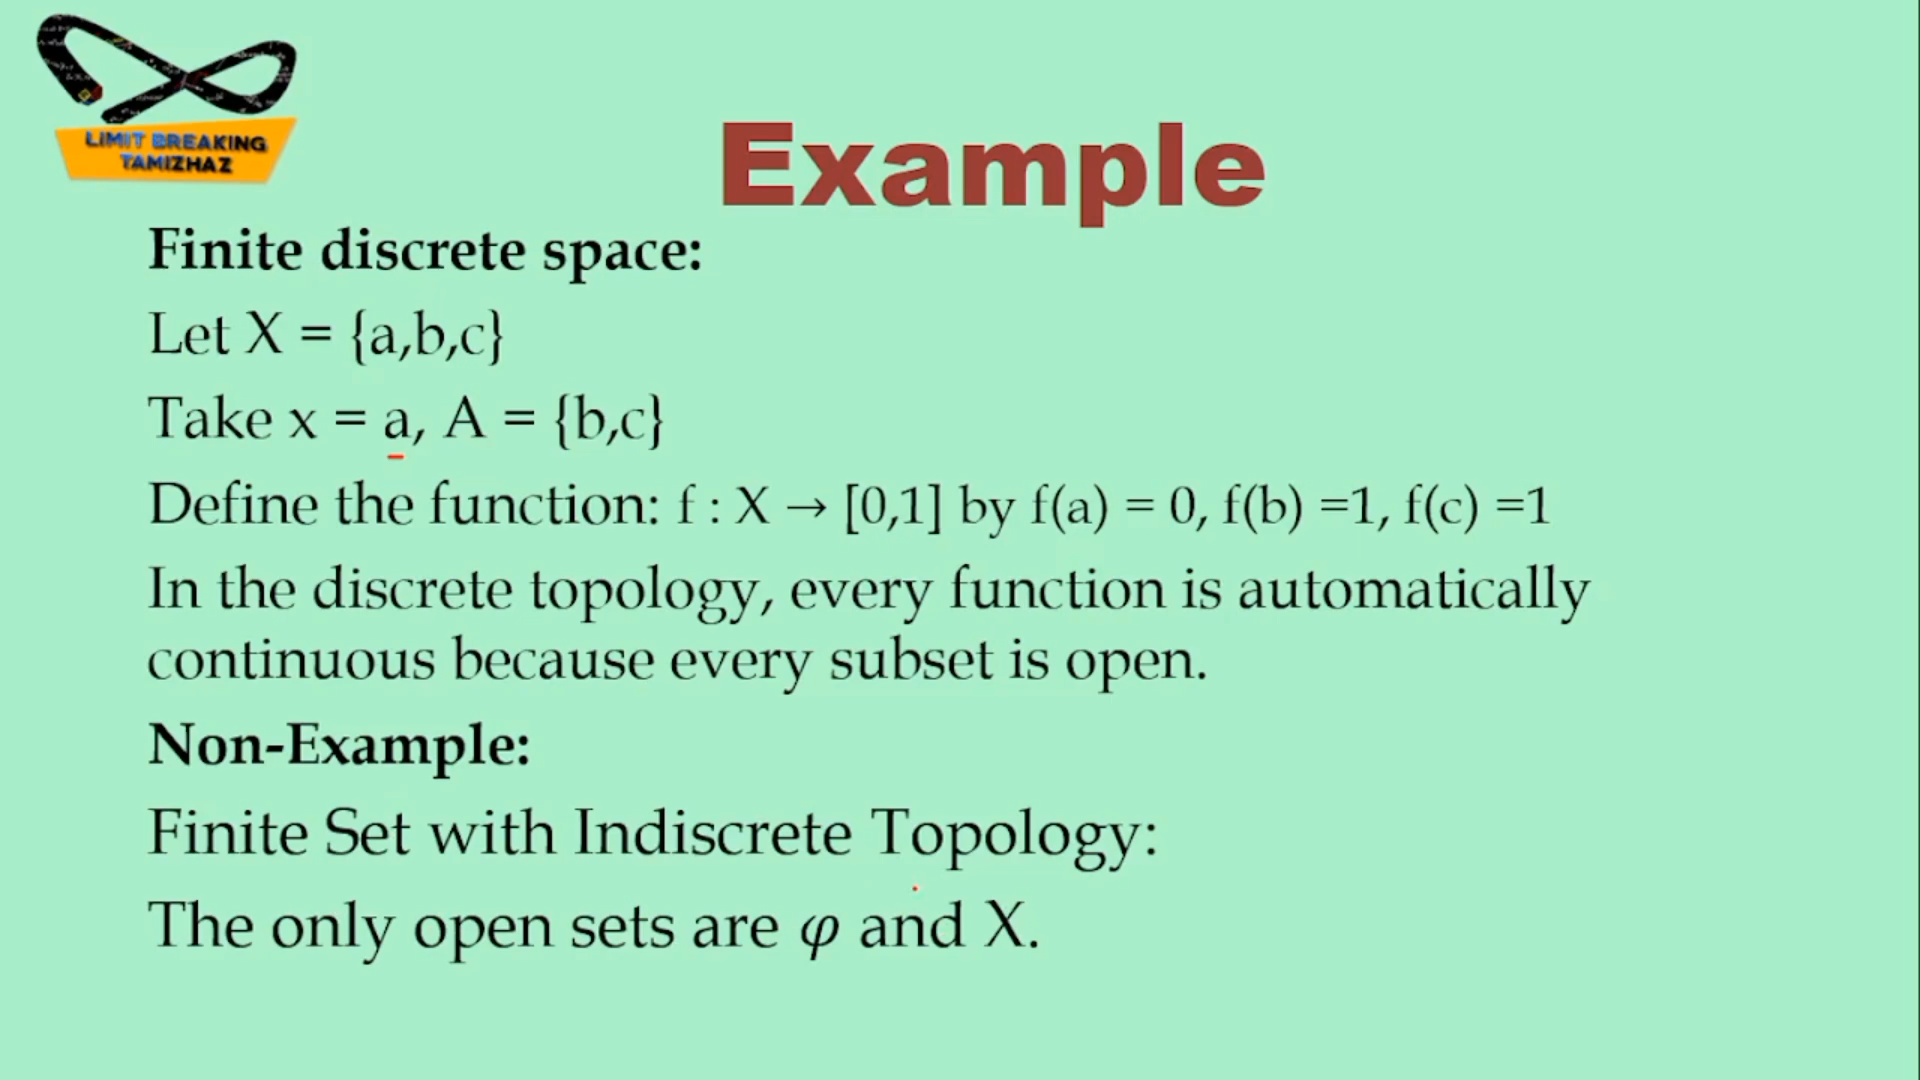 LIMIT BREAKING
TAMIZHAZ
Example
Finite discrete space:
Let X = {a,b,c}
Take x = a, A = {b,c}
Define the function: f : X → [0,1] by f(a) = 0, f(b) =1, f(c) =1
In the discrete topology, every function is automatically
continuous because every subset is open.
Non-Example:
Finite Set with Indiscrete Topology:
The only open sets are φ and X.